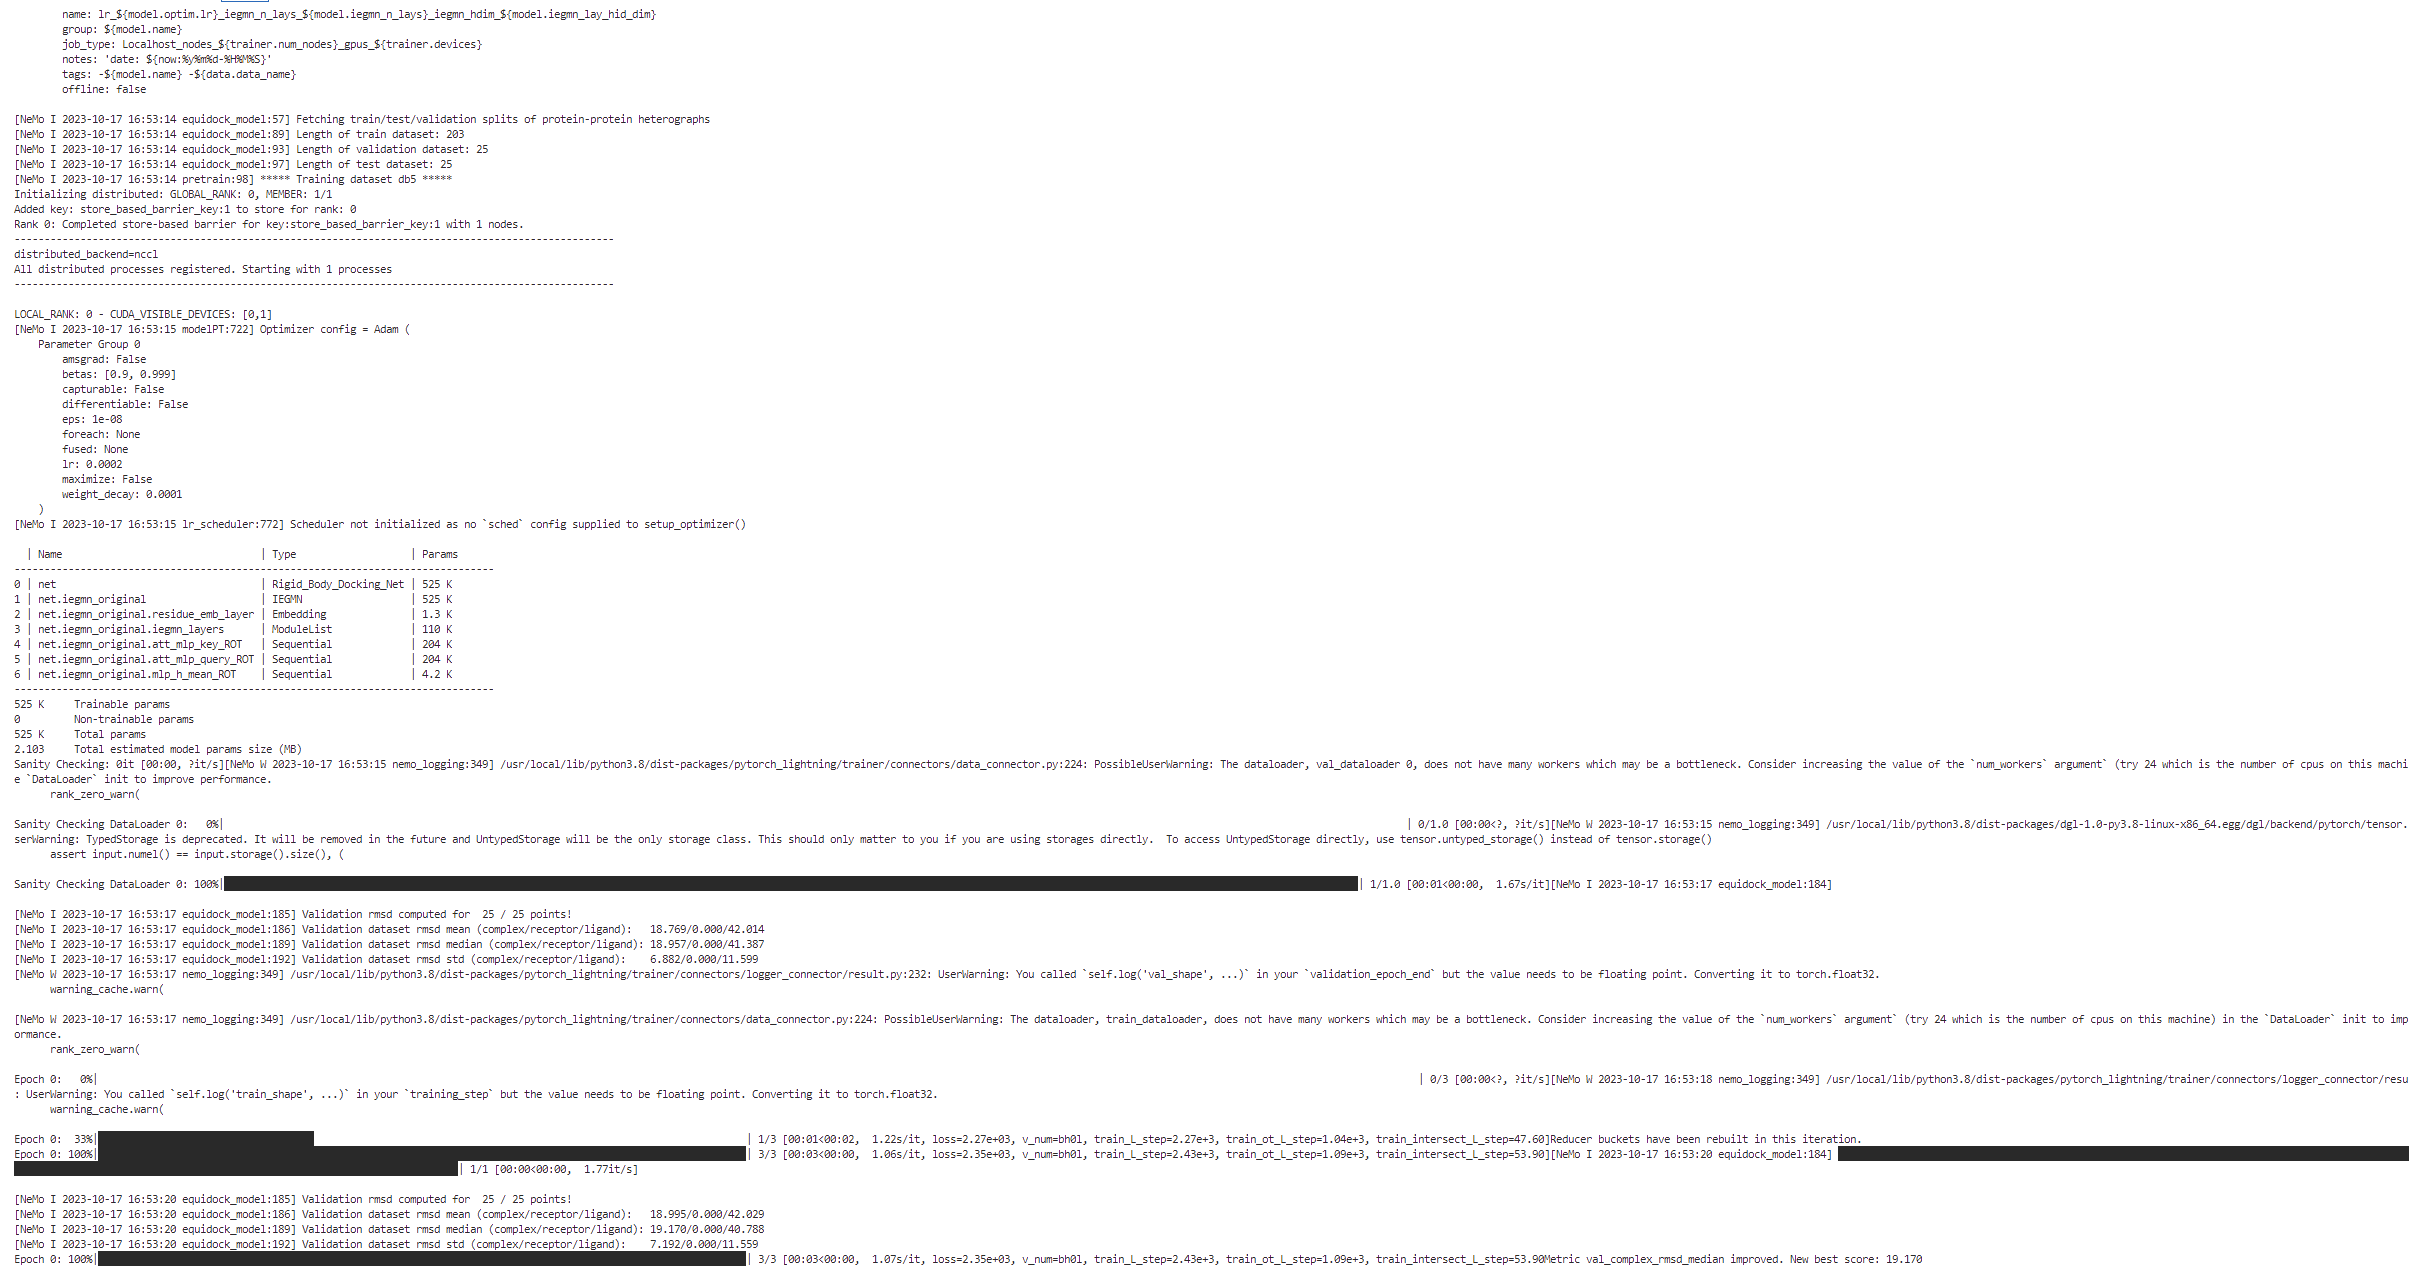 name: lr_${model.optim.lr}_iegmn_n_lays_${model.iegmn_n_lays}_iegmn_hdim_${model.iegmn_lay_hid_dim}
group: ${model.name}
job_type: Localhost_nodes_${trainer.num_nodes}_gpus_${trainer.devices}
notes: 'date: ${now:%y%m%d-%H%M%S}'
tags: -${model.name} -${data.data_name}
offline: false
[NeMo I 2023-10-17 16:53:14 equidock_model:57] Fetching train/test/validation splits of protein-protein heterographs
[NeMo I 2023-10-17 16:53:14 equidock_model:89] Length of train dataset: 203
[NeMo I 2023-10-17 16:53:14 equidock_model:93] Length of validation dataset: 25
[NeMo I 2023-10-17 16:53:14 equidock_model:97] Length of test dataset: 25
[NeMo I 2023-10-17 16:53:14 pretrain:98] ***** Training dataset db5 *****
Initializing distributed: GLOBAL_RANK: 0, MEMBER: 1/1
Added key: store_based_barrier_key:1 to store for rank: 0
Rank 0: Completed store-based barrier for key:store_based_barrier_key:1 with 1 nodes.
----------------------------------------------------------------------------------------------------
distributed_backend=nccl
All distributed processes registered. Starting with 1 processes
----------------------------------------------------------------------------------------------------
LOCAL_RANK: 0 - CUDA_VISIBLE_DEVICES: [0,1]
[NeMo I 2023-10-17 16:53:15 modelPT:722] Optimizer config = Adam (
Parameter Group 0
amsgrad: False
betas: [0.9, 0.999]
capturable: False
differentiable: False
eps: 1e-08
foreach: None
fused: None
lr: 0.0002
maximize: False
weight_decay: 0.0001
)
[NeMo I 2023-10-17 16:53:15 lr_scheduler:772] Scheduler not initialized as no `sched` config supplied to setup_optimizer()
| Name | Type | Params
--------------------------------------------------------------------------------
0 | net | Rigid_Body_Docking_Net | 525 K
1 | net.iegmn_original | IEGMN | 525 K
2 | net.iegmn_original.residue_emb_layer | Embedding | 1.3 K
3 | net.iegmn_original.iegmn_layers | ModuleList | 110 K
4 | net.iegmn_original.att_mlp_key_ROT | Sequential | 204 K
5 | net.iegmn_original.att_mlp_query_ROT | Sequential | 204 K
6 | net.iegmn_original.mlp_h_mean_ROT | Sequential | 4.2 K
--------------------------------------------------------------------------------
525 K Trainable params
0 Non-trainable params
525 K Total params
2.103 Total estimated model params size (MB)
Sanity Checking: 0it [00:00, ?it/s][NeMo W 2023-10-17 16:53:15 nemo_logging:349] /usr/local/lib/python3.8/dist-packages/pytorch_lightning/trainer/connectors/data_connector.py:224: PossibleUserWarning: The dataloader, val_dataloader 0, does not have many workers which may be a bottleneck. Consider increasing the value of the `num_workers` argument` (try 24 which is the number of cpus on this machi
e `DataLoader` init to improve performance.
rank_zero_warn(
Sanity Checking DataLoader 0: 0%| | 0/1.0 [00:00<?, ?it/s][NeMo W 2023-10-17 16:53:15 nemo_logging:349] /usr/local/lib/python3.8/dist-packages/dgl-1.0-py3.8-linux-x86_64.egg/dgl/backend/pytorch/tensor.
serWarning: TypedStorage is deprecated. It will be removed in the future and UntypedStorage will be the only storage class. This should only matter to you if you are using storages directly. To access UntypedStorage directly, use tensor.untyped_storage() instead of tensor.storage()
assert input.numel() == input.storage().size(), (
Sanity Checking DataLoader 0: 100%| | 1/1.0 [00:01<00:00, 1.67s/it][NeMo I 2023-10-17 16:53:17 equidock_model:184]
[NeMo I 2023-10-17 16:53:17 equidock_model:185] Validation rmsd computed for 25 / 25 points!
[NeMo I 2023-10-17 16:53:17 equidock_model:186] Validation dataset rmsd mean (complex/receptor/ligand): 18.769/0.000/42.014
[NeMo I 2023-10-17 16:53:17 equidock_model:189] Validation dataset rmsd median (complex/receptor/ligand): 18.957/0.000/41.387
[NeMo I 2023-10-17 16:53:17 equidock_model:192] Validation dataset rmsd std (complex/receptor/ligand): 6.882/0.000/11.599
[NeMo W 2023-10-17 16:53:17 nemo_logging:349] /usr/local/lib/python3.8/dist-packages/pytorch_lightning/trainer/connectors/logger_connector/result.py:232: UserWarning: You called `self.log('val_shape', ...)` in your `validation_epoch_end` but the value needs to be floating point. Converting it to torch.float32.
warning_cache.warn(
[NeMo W 2023-10-17 16:53:17 nemo_logging:349] /usr/local/lib/python3.8/dist-packages/pytorch_lightning/trainer/connectors/data_connector.py:224: PossibleUserWarning: The dataloader, train_dataloader, does not have many workers which may be a bottleneck. Consider increasing the value of the `num_workers` argument` (try 24 which is the number of cpus on this machine) in the `DataLoader` init to imp
ormance.
rank_zero_warn(
Epoch 0: 0%| | 0/3 [00:00<?, ?it/s][NeMo W 2023-10-17 16:53:18 nemo_logging:349] /usr/local/lib/python3.8/dist-packages/pytorch_lightning/trainer/connectors/logger_connector/resu
: UserWarning: You called `self.log('train_shape', ...)` in your `training_step` but the value needs to be floating point. Converting it to torch.float32.
warning_cache.warn(
Epoch 0: 33%| | 1/3 [00:01<00:02, 1.22s/it, loss=2.27e+03, v_num=bh0l, train_L_step=2.27e+3, train_ot_L_step=1.04e+3, train_intersect_L_step=47.60]Reducer buckets have been rebuilt in this iteration.
Epoch 0: 100%| | 3/3 [00:03<00:00, 1.06s/it, loss=2.35e+03, v_num=bh0l, train_L_step=2.43e+3, train_ot_L_step=1.09e+3, train_intersect_L_step=53.90][NeMo I 2023-10-17 16:53:20 equidock_model:184]
| 1/1 [00:00<00:00, 1.77it/s]
[NeMo I 2023-10-17 16:53:20 equidock_model:185] Validation rmsd computed for 25 / 25 points!
[NeMo I 2023-10-17 16:53:20 equidock_model:186] Validation dataset rmsd mean (complex/receptor/ligand): 18.995/0.000/42.029
[NeMo I 2023-10-17 16:53:20 equidock_model:189] Validation dataset rmsd median (complex/receptor/ligand): 19.170/0.000/40.788
[NeMo I 2023-10-17 16:53:20 equidock_model:192] Validation dataset rmsd std (complex/receptor/ligand): 7.192/0.000/11.559
Epoch 0: 100%| | 3/3 [00:03<00:00, 1.07s/it, loss=2.35e+03, v_num=bh0l, train_L_step=2.43e+3, train_ot_L_step=1.09e+3, train_intersect_L_step=53.90Metric val_complex_rmsd_median improved. New best score: 19.170